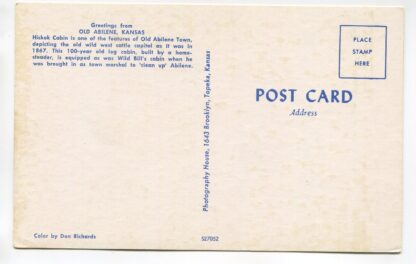 Greetings from
OLD ABILENE, KANSAS
Hickok Cabin is one of the features of Old Abilene Town,
depicting the old wild west cattle capital as it was in
1867. This 100-year old log cabin, built by a home-
steader, is equipped as was Wild Bill's cabin when he
was brought in as town marshal to 'clean up' Abilene.
Color by Don Richards
Photography House, 1643 Brooklyn, Topeka, Kansas
527052
PLACE
STAMP
HERE
POST CARD
Address